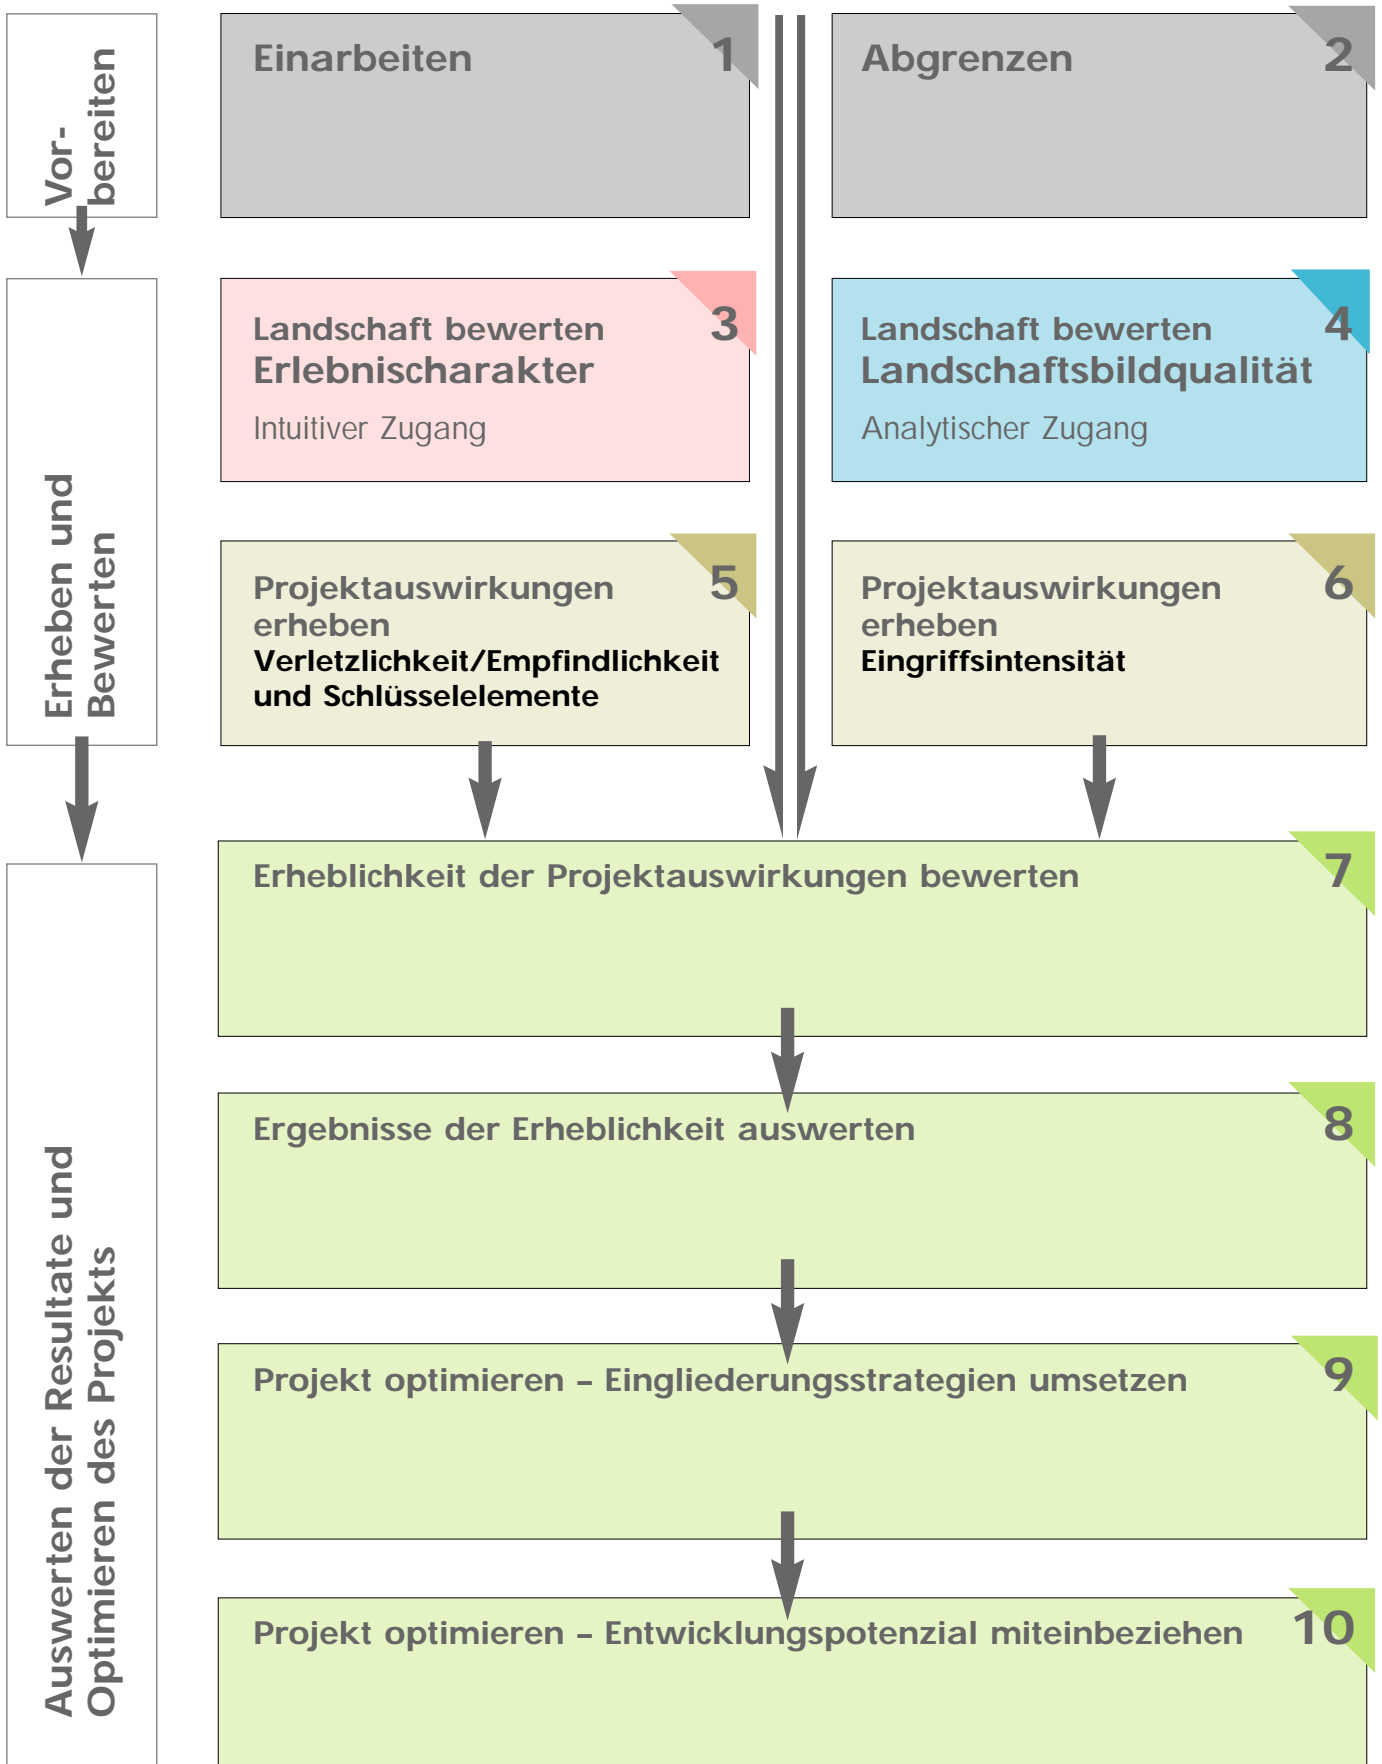 Vor-
bereiten
Einarbeiten 1
Abgrenzen 2
Erheben und
Bewerten
Landschaft bewerten 3
Erlebnischarakter
Intuitiver Zugang
Landschaft bewerten 4
Landschaftsbildqualität
Analytischer Zugang
Projektauswirkungen 5
erheben
Verletzlichkeit/Empfindlichkeit
und Schlüsselelemente
Projektauswirkungen 6
erheben
Eingriffsintensität
Auswerten der Resultate und
Optimieren des Projekts
Erheblichkeit der Projektauswirkungen bewerten 7
Ergebnisse der Erheblichkeit auswerten 8
Projekt optimieren – Eingliederungsstrategien umsetzen 9
Projekt optimieren – Entwicklungspotenzial miteinbeziehen 10